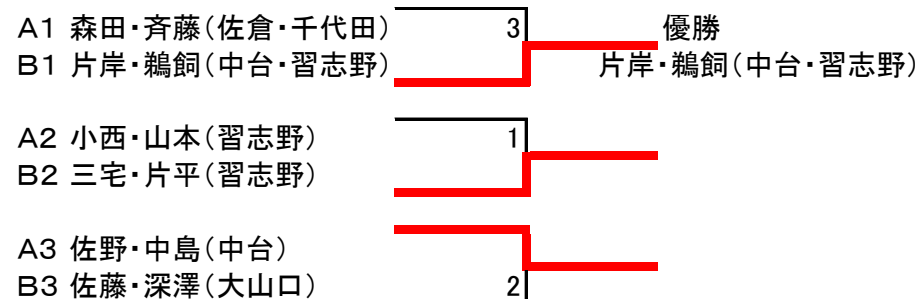 A1 森田・斉藤(佐倉・千代田) 3 優勝
B1 片岸・鵜飼(中台・習志野) 片岸・鵜飼(中台・習志野)
A2 小西・山本(習志野) 1
B2 三宅・片平(習志野)
A3 佐野・中島(中台)
B3 佐藤・深澤(大山口) 2